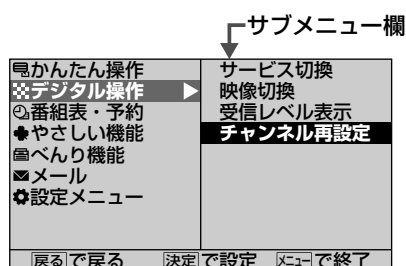 サブメニュー欄
かんたん操作
デジタル操作
番組表・予約
やさしい機能
べんり機能
メール
設定メニュー
サービス切換
映像切換
受信レベル表示
チャンネル再設定
戻るで戻る 決定で設定 メニューで終了